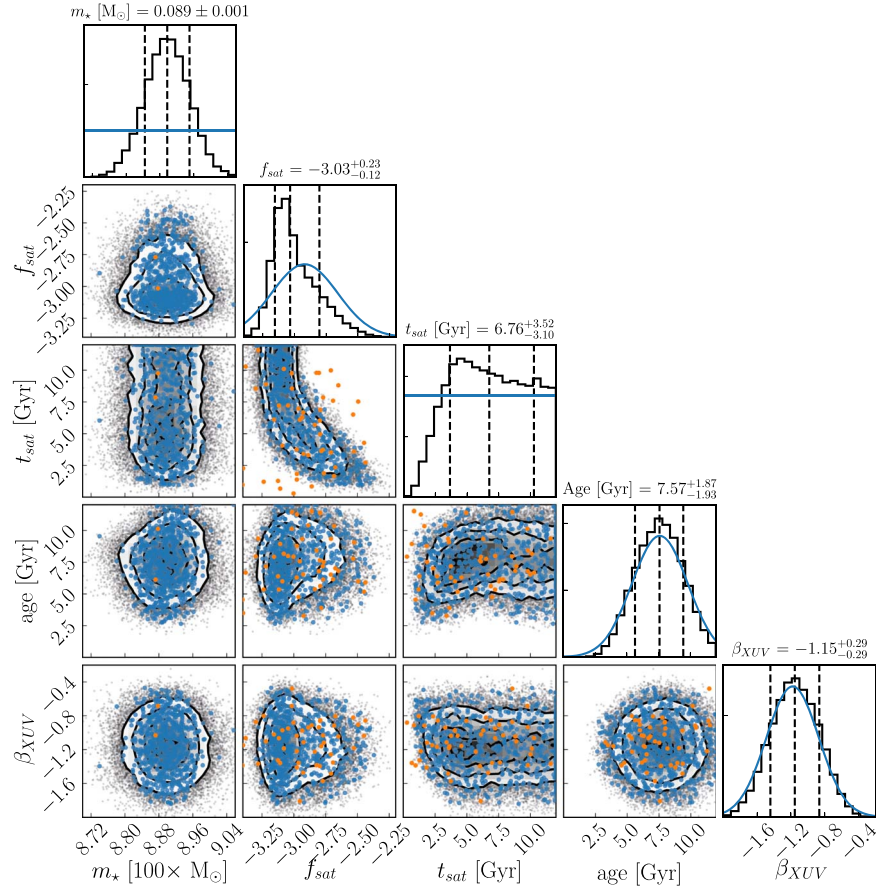 m⋆ [M⊙] = 0.089 ± 0.001
f_sat = −3.03 +0.23 −0.12
t_sat [Gyr] = 6.76 +3.52 −3.10
Age [Gyr] = 7.57 +1.87 −1.93
β_XUV = −1.15 +0.29 −0.29
f_sat
−2.25
−2.50
−2.75
−3.00
−3.25
t_sat [Gyr]
10.0
7.5
5.0
2.5
age [Gyr]
10.0
7.5
5.0
2.5
β_XUV
−0.4
−0.8
−1.2
−1.6
8.72 8.80 8.88 8.96 9.04
−3.25 −3.00 −2.75 −2.50 −2.25
2.5 5.0 7.5 10.0
2.5 5.0 7.5 10.0
−1.6 −1.2 −0.8 −0.4
m⋆ [100× M⊙]
f_sat
t_sat [Gyr]
age [Gyr]
β_XUV